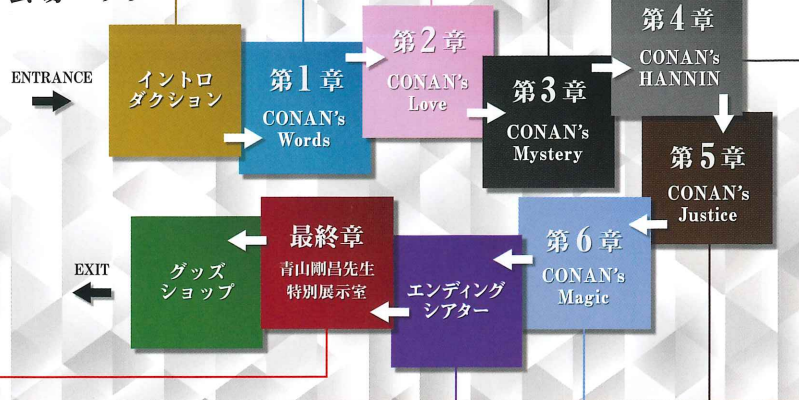 ENTRANCE
イントロ
ダクション
第1章
CONAN's
Words
第2章
CONAN's
Love
第3章
CONAN's
Mystery
第4章
CONAN's
HANNIN
第5章
CONAN's
Justice
第6章
CONAN's
Magic
エンディング
シアター
最終章
青山剛昌先生
特別展示室
グッズ
ショップ
EXIT